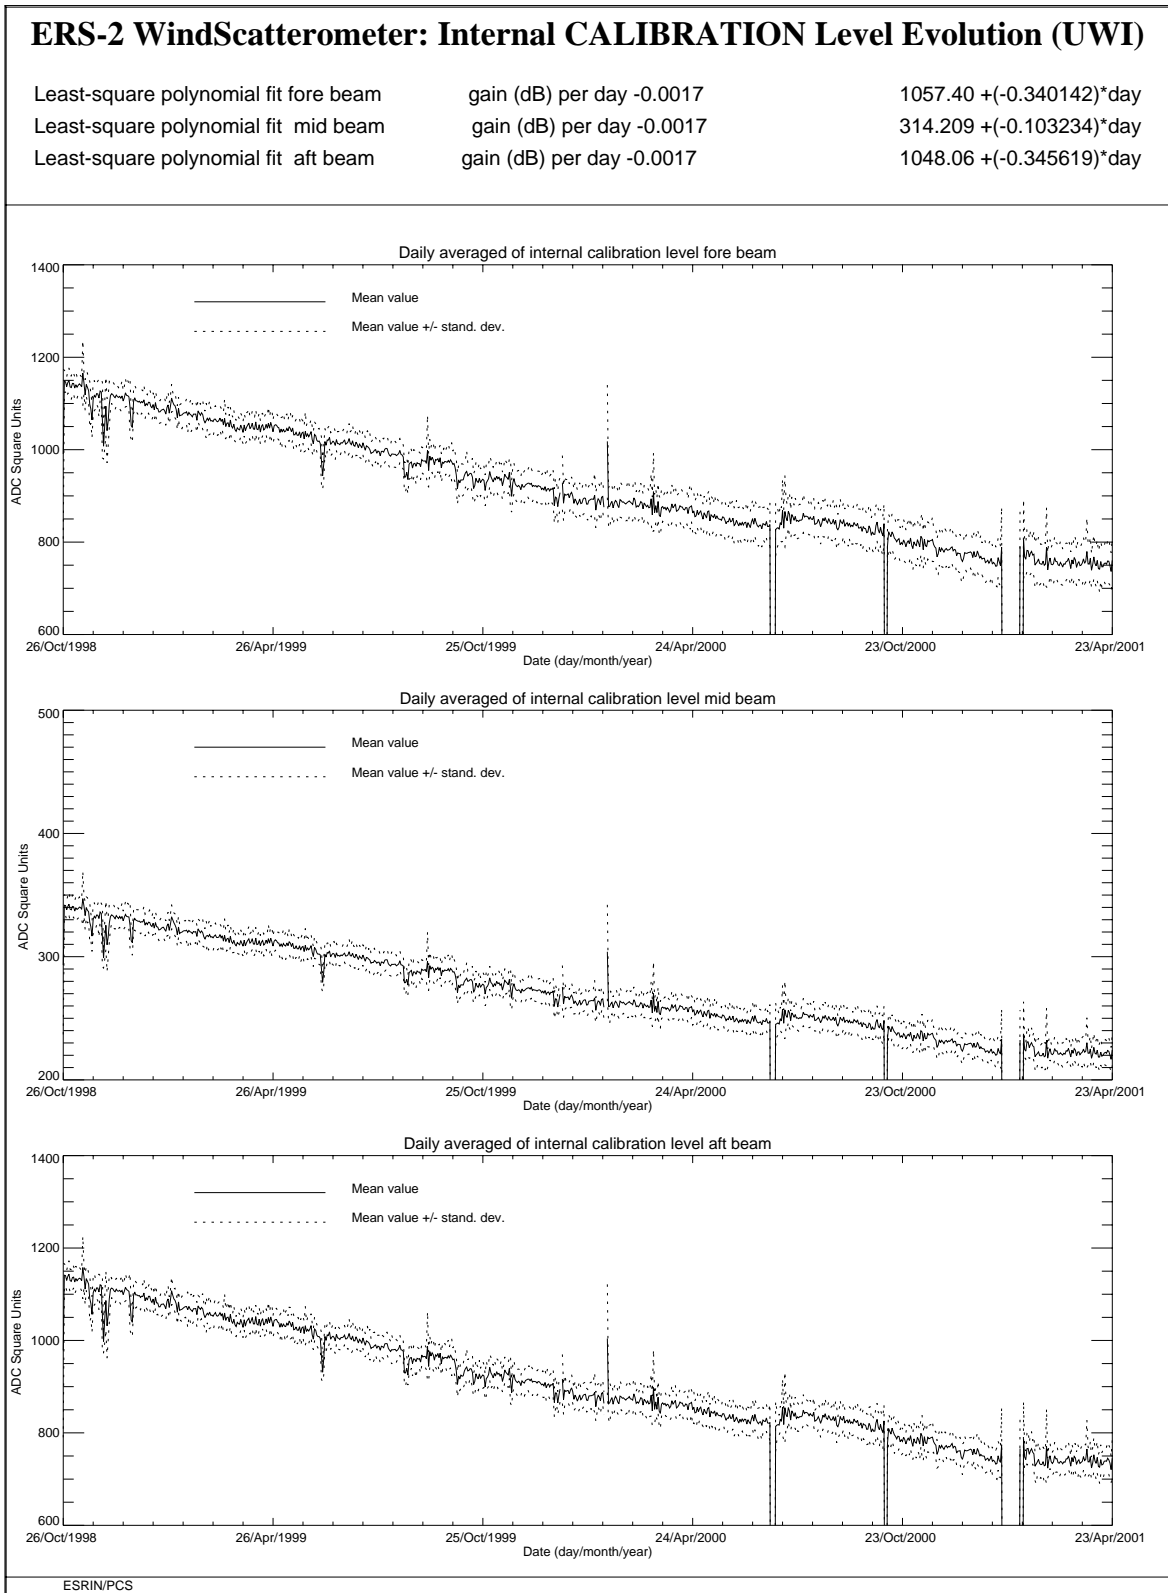 ERS-2 WindScatterometer: Internal CALIBRATION Level Evolution (UWI)
Least-square polynomial fit fore beam gain (dB) per day -0.0017 1057.40 +(-0.340142)*day
Least-square polynomial fit mid beam gain (dB) per day -0.0017 314.209 +(-0.103234)*day
Least-square polynomial fit aft beam gain (dB) per day -0.0017 1048.06 +(-0.345619)*day
Daily averaged of internal calibration level fore beam
1400
1200
1000
800
600
ADC Square Units
Mean value
Mean value +/- stand. dev.
26/Oct/1998 26/Apr/1999 25/Oct/1999 24/Apr/2000 23/Oct/2000 23/Apr/2001
Date (day/month/year)
Daily averaged of internal calibration level mid beam
500
400
300
200
ADC Square Units
Mean value
Mean value +/- stand. dev.
26/Oct/1998 26/Apr/1999 25/Oct/1999 24/Apr/2000 23/Oct/2000 23/Apr/2001
Date (day/month/year)
Daily averaged of internal calibration level aft beam
1400
1200
1000
800
600
ADC Square Units
Mean value
Mean value +/- stand. dev.
26/Oct/1998 26/Apr/1999 25/Oct/1999 24/Apr/2000 23/Oct/2000 23/Apr/2001
Date (day/month/year)
ESRIN/PCS